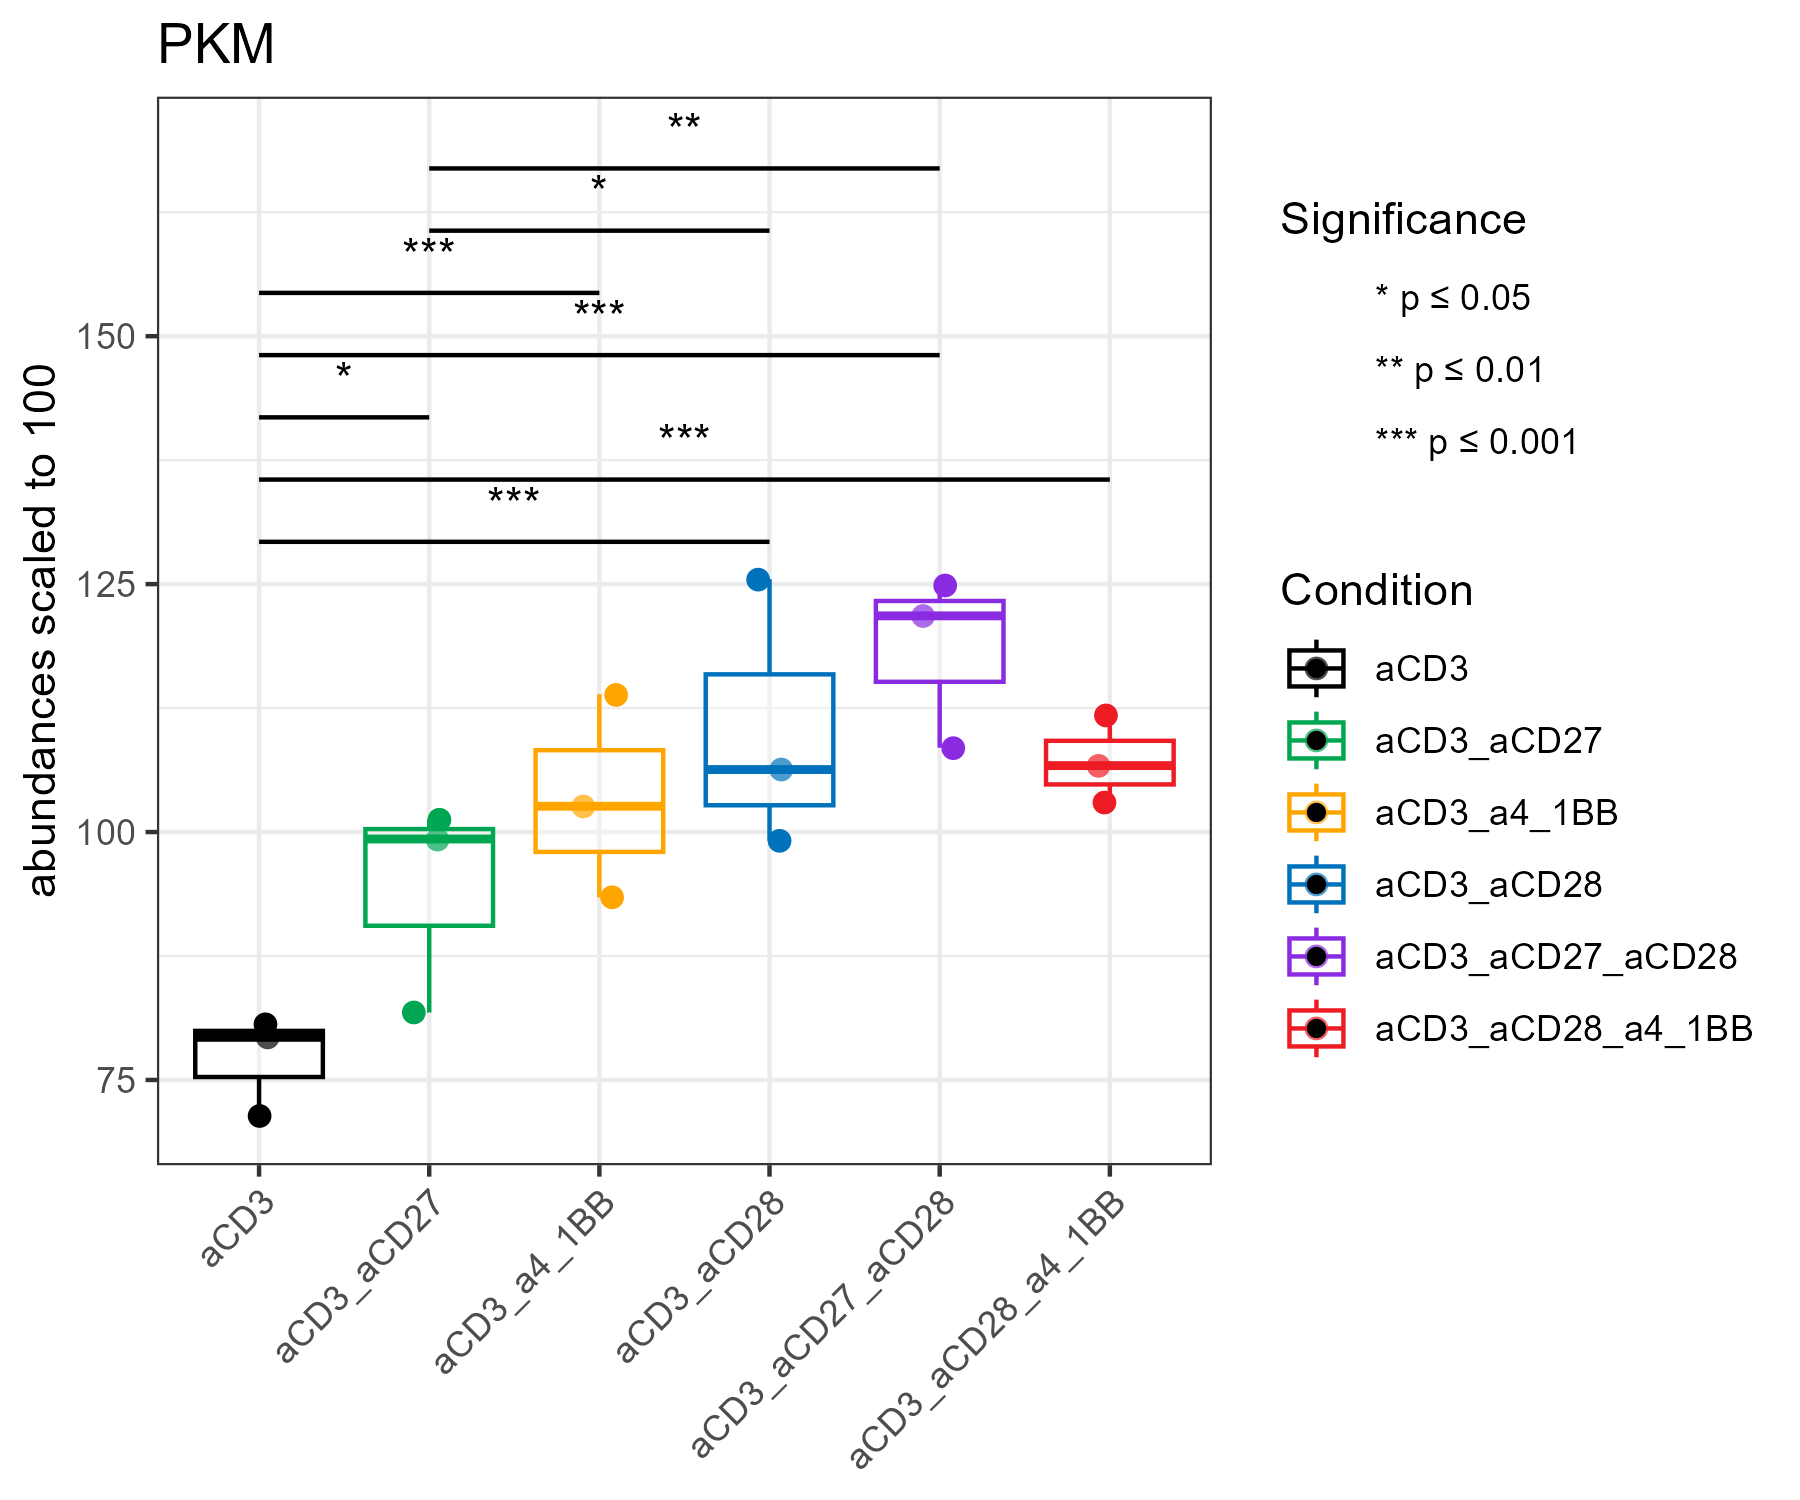 PKM
**
*
***
***
*
***
***
150
125
100
75
abundances scaled to 100
aCD3
aCD3_aCD27
aCD3_a4_1BB
aCD3_aCD28
aCD3_aCD27_aCD28
aCD3_aCD28_a4_1BB
Significance
* p ≤ 0.05
** p ≤ 0.01
*** p ≤ 0.001
Condition
aCD3
aCD3_aCD27
aCD3_a4_1BB
aCD3_aCD28
aCD3_aCD27_aCD28
aCD3_aCD28_a4_1BB